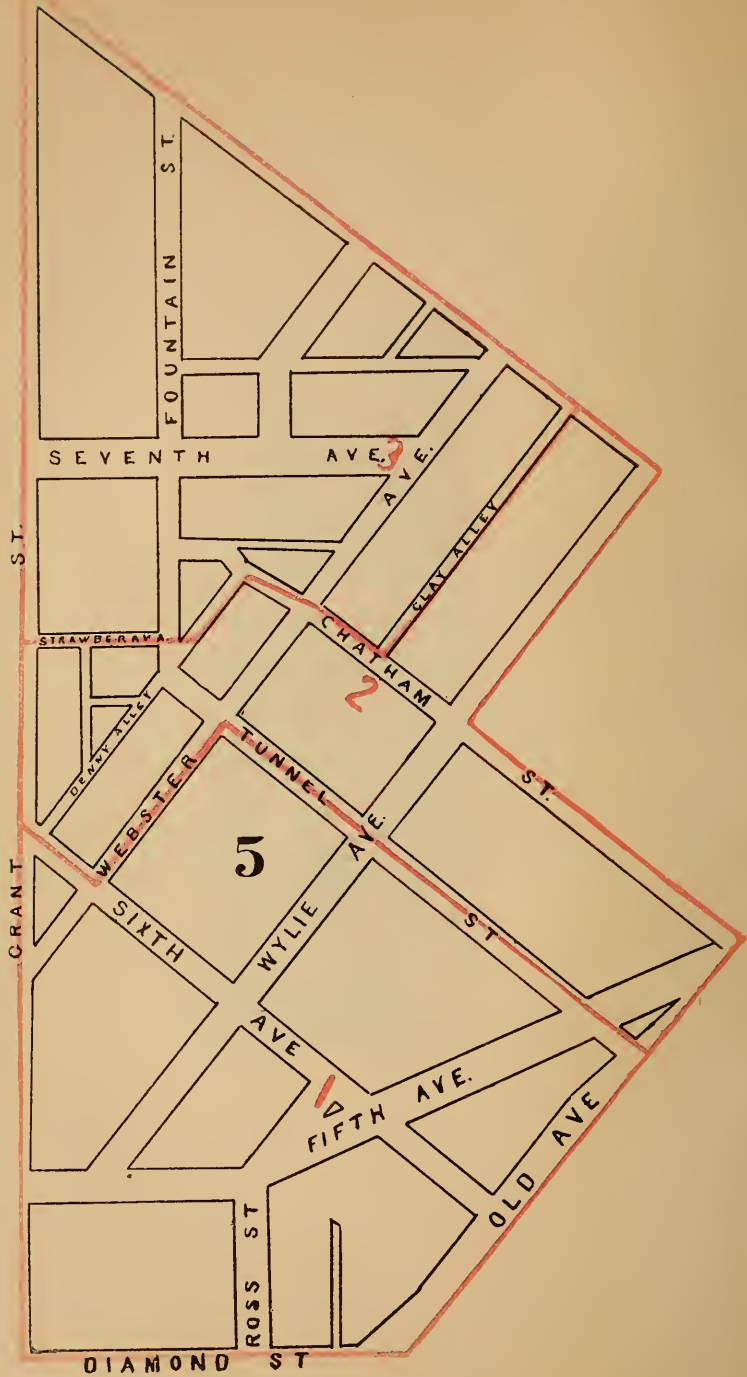 FOUNTAIN ST.
SEVENTH AVE.
3
AVE.
CLAY ALLEY
ST.
CHATHAM ST.
2
DENNY ALLEY
WEBSTER
TUNNEL ST
5
GRANT
SIXTH AVE
WYLIE AVE.
1
FIFTH AVE.
OLD AVE
ROSS ST
DIAMOND ST